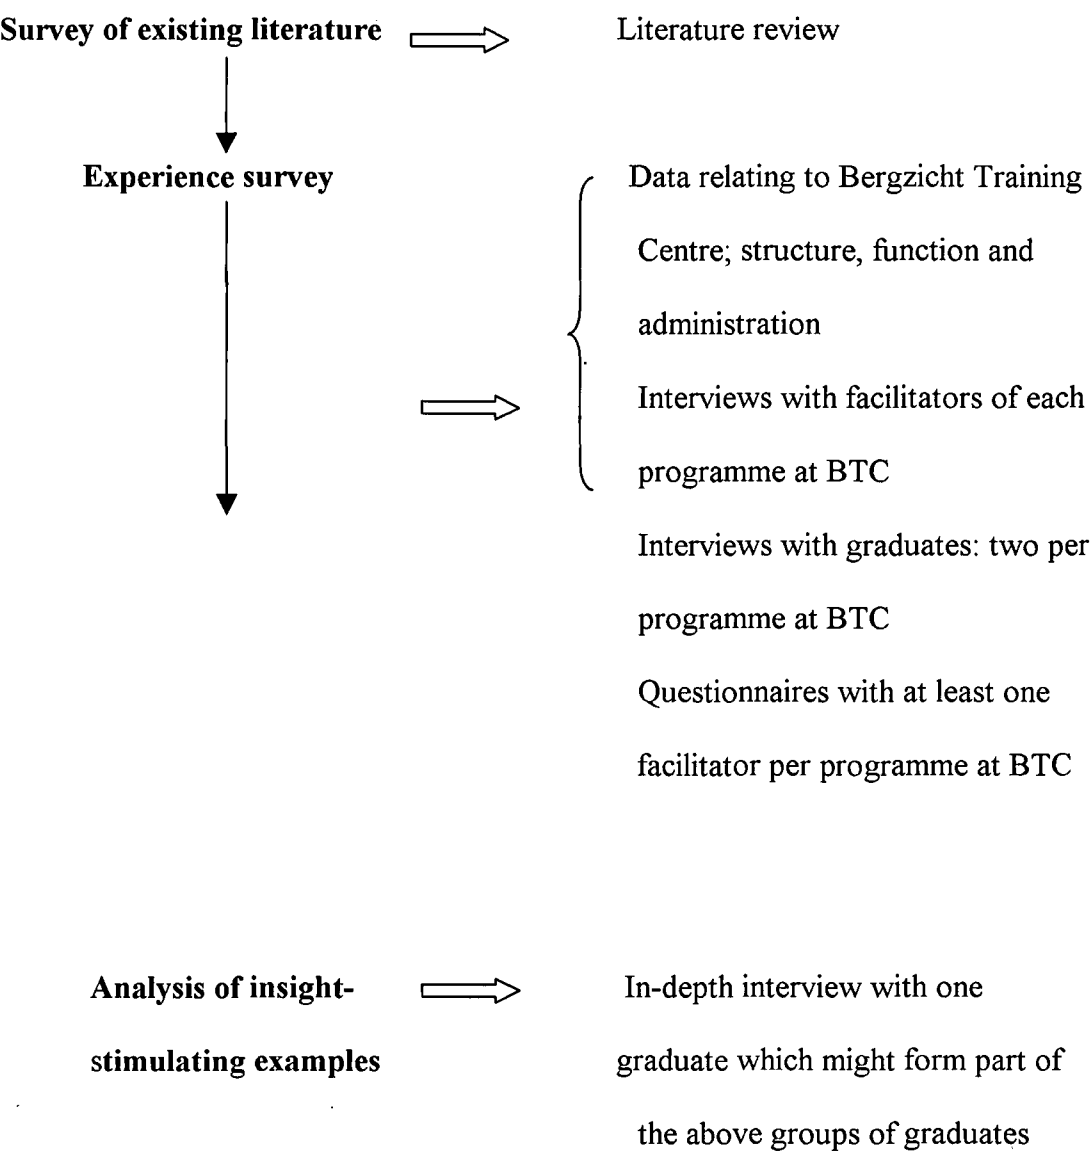 Survey of existing literature
Literature review
Experience survey
Data relating to Bergzicht Training
Centre; structure, function and
administration
Interviews with facilitators of each
programme at BTC
Interviews with graduates: two per
programme at BTC
Questionnaires with at least one
facilitator per programme at BTC
Analysis of insight-
stimulating examples
In-depth interview with one
graduate which might form part of
the above groups of graduates